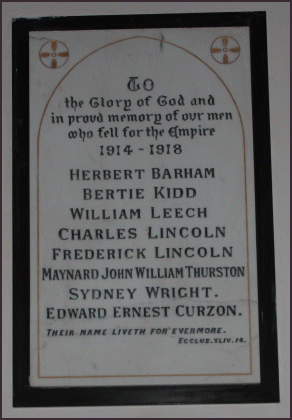 To
the Glory of God and
in proud memory of our men
who fell for the Empire
1914 - 1918
HERBERT BARHAM
BERTIE KIDD
WILLIAM LEECH
CHARLES LINCOLN
FREDERICK LINCOLN
MAYNARD JOHN WILLIAM THURSTON
SYDNEY WRIGHT.
EDWARD ERNEST CURZON.
THEIR NAME LIVETH FOR EVERMORE.
ECCLUS. XLIV. 14.